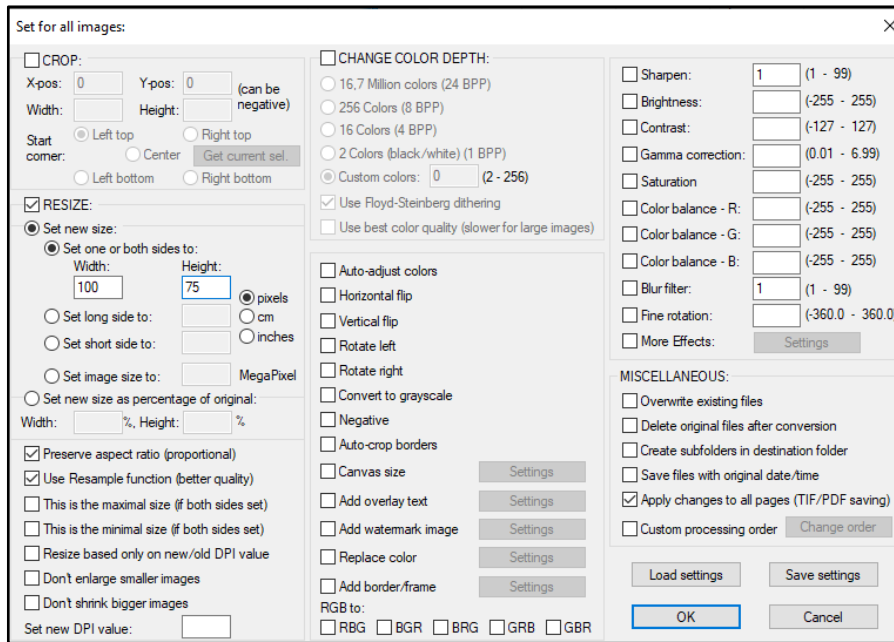 Set for all images:
CROP:
X-pos: 0 Y-pos: 0 (can be negative)
Width: Height:
Start corner: Left top Right top
Center Get current sel.
Left bottom Right bottom
RESIZE:
Set new size:
Set one or both sides to:
Width: Height:
100 75
pixels
Set long side to: cm
Set short side to: inches
Set image size to: MegaPixel
Set new size as percentage of original:
Width: %, Height: %
Preserve aspect ratio (proportional)
Use Resample function (better quality)
This is the maximal size (if both sides set)
This is the minimal size (if both sides set)
Resize based only on new/old DPI value
Don't enlarge smaller images
Don't shrink bigger images
Set new DPI value:
CHANGE COLOR DEPTH:
16,7 Million colors (24 BPP)
256 Colors (8 BPP)
16 Colors (4 BPP)
2 Colors (black/white) (1 BPP)
Custom colors: 0 (2 - 256)
Use Floyd-Steinberg dithering
Use best color quality (slower for large images)
Auto-adjust colors
Horizontal flip
Vertical flip
Rotate left
Rotate right
Convert to grayscale
Negative
Auto-crop borders
Canvas size Settings
Add overlay text Settings
Add watermark image Settings
Replace color Settings
Add border/frame Settings
RGB to:
RBG BGR BRG GRB GBR
Sharpen: 1 (1 - 99)
Brightness: (-255 - 255)
Contrast: (-127 - 127)
Gamma correction: (0.01 - 6.99)
Saturation (-255 - 255)
Color balance - R: (-255 - 255)
Color balance - G: (-255 - 255)
Color balance - B: (-255 - 255)
Blur filter: 1 (1 - 99)
Fine rotation: (-360.0 - 360.0)
More Effects: Settings
MISCELLANEOUS:
Overwrite existing files
Delete original files after conversion
Create subfolders in destination folder
Save files with original date/time
Apply changes to all pages (TIF/PDF saving)
Custom processing order Change order
Load settings Save settings
OK Cancel